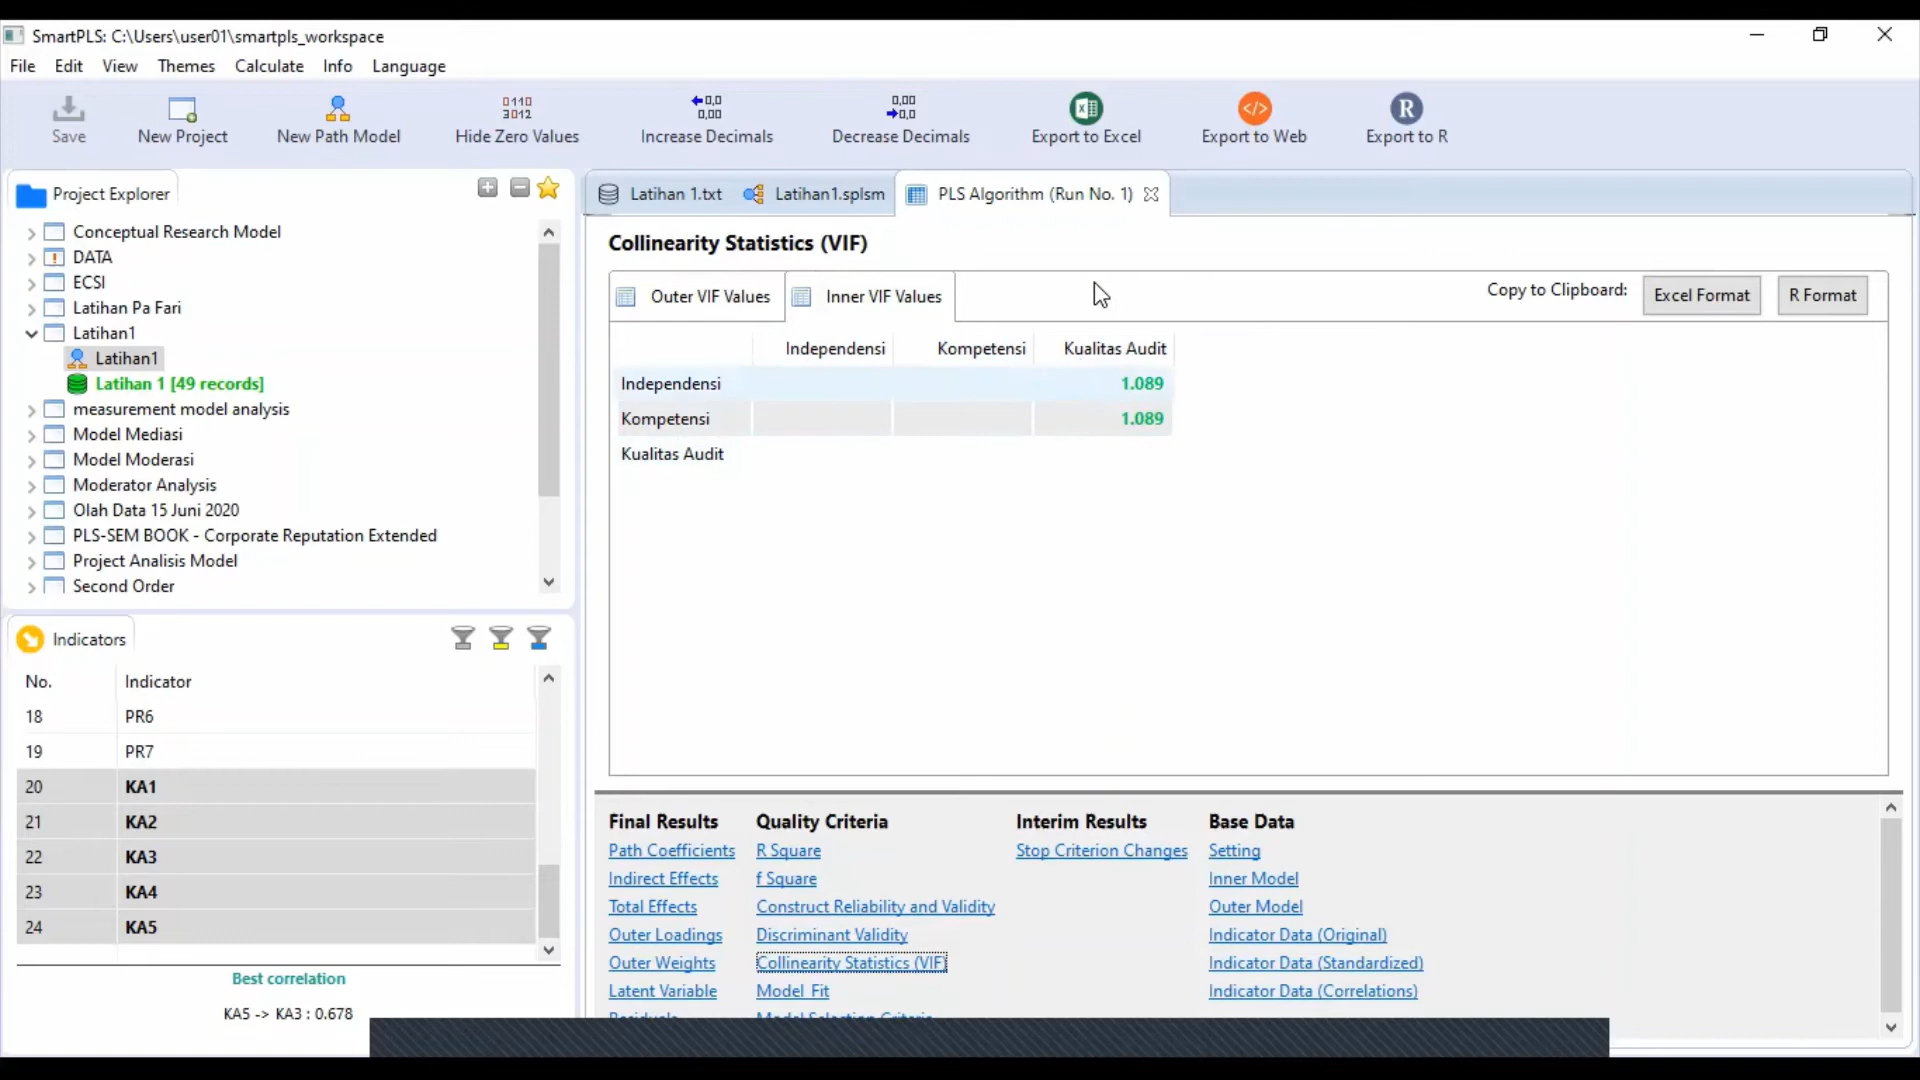 SmartPLS: C:\Users\user01\smartpls_workspace
File Edit View Themes Calculate Info Language
0110 3012 0,0 0,00 0,00 0,0 R
Save New Project New Path Model Hide Zero Values Increase Decimals Decrease Decimals Export to Excel Export to Web Export to R
Project Explorer
Conceptual Research Model
DATA
ECSI
Latihan Pa Fari
Latihan1
Latihan1
Latihan 1 [49 records]
measurement model analysis
Model Mediasi
Model Moderasi
Moderator Analysis
Olah Data 15 Juni 2020
PLS-SEM BOOK - Corporate Reputation Extended
Project Analisis Model
Second Order
Indicators
No. Indicator
18 PR6
19 PR7
20 KA1
21 KA2
22 KA3
23 KA4
24 KA5
Best correlation
KA5 -> KA3 : 0.678
Latihan 1.txt Latihan1.splsm PLS Algorithm (Run No. 1)
Collinearity Statistics (VIF)
Outer VIF Values Inner VIF Values Copy to Clipboard: Excel Format R Format
Independensi Kompetensi Kualitas Audit
Independensi 1.089
Kompetensi 1.089
Kualitas Audit
Final Results Quality Criteria Interim Results Base Data
Path Coefficients R Square Stop Criterion Changes Setting
Indirect Effects f Square Inner Model
Total Effects Construct Reliability and Validity Outer Model
Outer Loadings Discriminant Validity Indicator Data (Original)
Outer Weights Collinearity Statistics (VIF) Indicator Data (Standardized)
Latent Variable Model_Fit Indicator Data (Correlations)